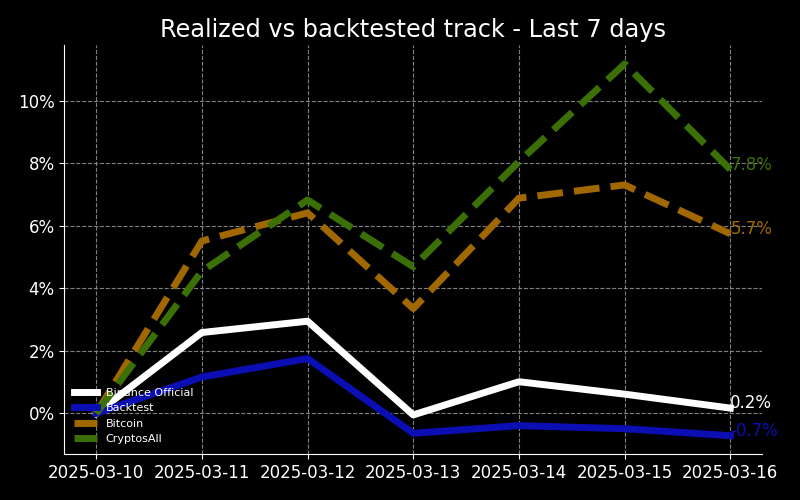 Realized vs backtested track - Last 7 days
10%
8%
6%
4%
2%
0%
7.8%
5.7%
0.2%
-0.7%
Binance Official
Backtest
Bitcoin
CryptosAll
2025-03-10 2025-03-11 2025-03-12 2025-03-13 2025-03-14 2025-03-15 2025-03-16